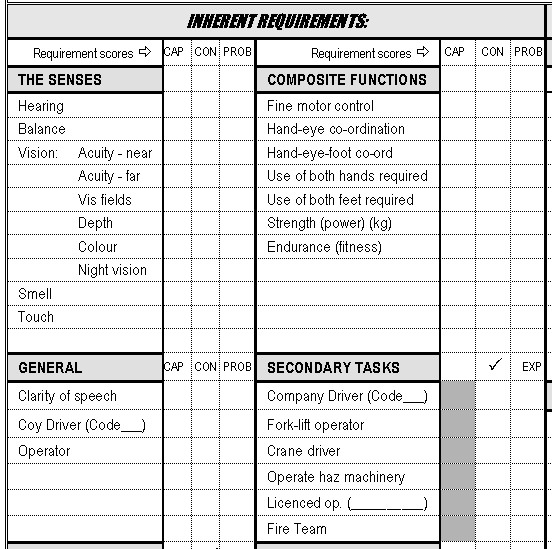 INHERENT REQUIREMENTS:
Requirement scores ⇨ CAP CON PROB Requirement scores ⇨ CAP CON PROB
THE SENSES COMPOSITE FUNCTIONS
Hearing Fine motor control
Balance Hand-eye co-ordination
Vision: Acuity - near Hand-eye-foot co-ord
Acuity - far Use of both hands required
Vis fields Use of both feet required
Depth Strength (power) (kg)
Colour Endurance (fitness)
Night vision
Smell
Touch
GENERAL CAP CON PROB SECONDARY TASKS ✓ EXP
Clarity of speech Company Driver (Code___)
Coy Driver (Code___) Fork-lift operator
Operator Crane driver
Operate haz machinery
Licenced op. (_________)
Fire Team